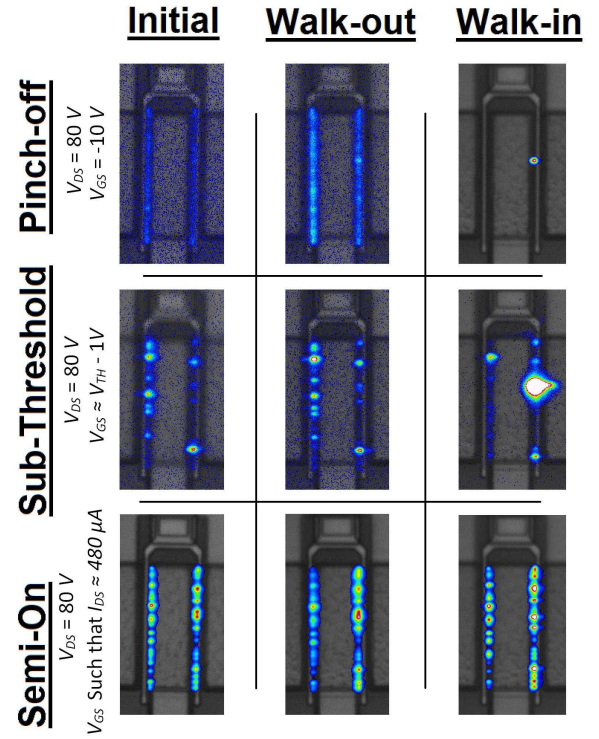 Initial Walk-out Walk-in
Pinch-off
V_DS = 80 V
V_GS = -10 V
Sub-Threshold
V_DS = 80 V
V_GS ≈ V_TH - 1V
Semi-On
V_DS = 80 V
V_GS Such that I_DS ≈ 480 μA